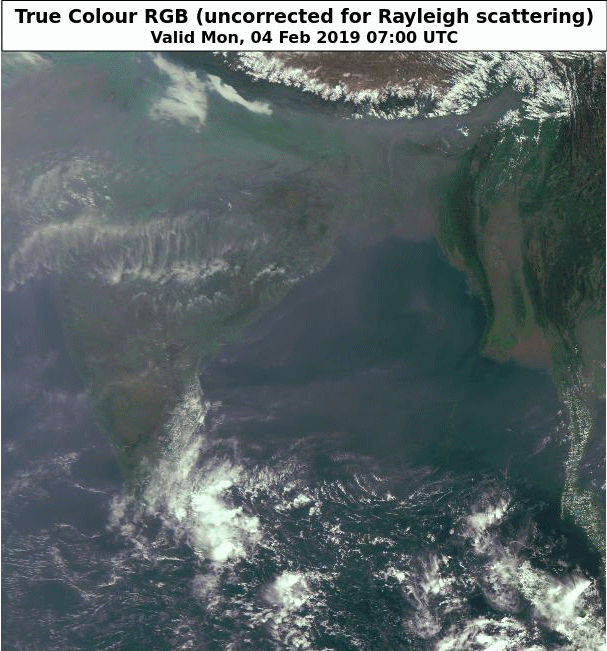 True Colour RGB (uncorrected for Rayleigh scattering)
Valid Mon, 04 Feb 2019 07:00 UTC